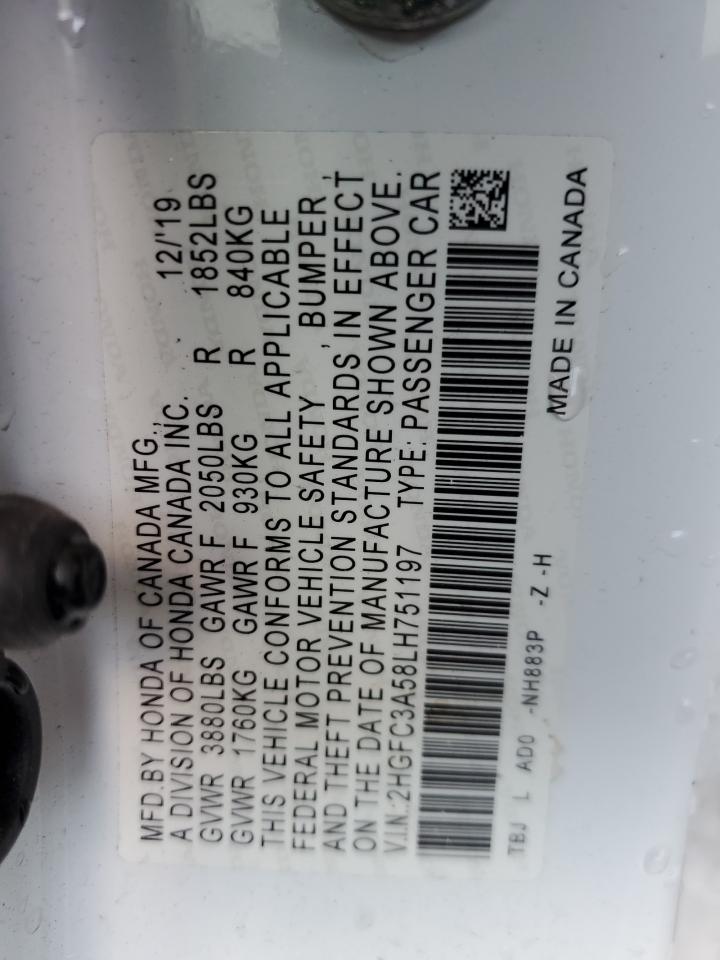 MFD.BY HONDA OF CANADA MFG., 12/'19
A DIVISION OF HONDA CANADA INC.
GVWR 3880LBS GAWR F 2050LBS R 1852LBS
GVWR 1760KG GAWR F 930KG R 840KG
THIS VEHICLE CONFORMS TO ALL APPLICABLE
FEDERAL MOTOR VEHICLE SAFETY , BUMPER ,
AND THEFT PREVENTION STANDARDS IN EFFECT
ON THE DATE OF MANUFACTURE SHOWN ABOVE.
V.I.N.:2HGFC3A58LH751197 TYPE: PASSENGER CAR
TBJ L AD0 -NH883P -Z -H
MADE IN CANADA